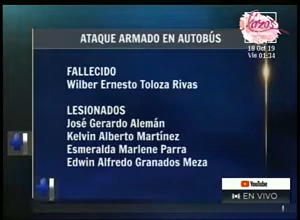 ATAQUE ARMADO EN AUTOBÚS
Lazos
18 Oct 19
Vie 01:34
FALLECIDO
Wilber Ernesto Toloza Rivas
LESIONADOS
José Gerardo Alemán
Kelvin Alberto Martínez
Esmeralda Marlene Parra
Edwin Alfredo Granados Meza
YouTube
EN VIVO